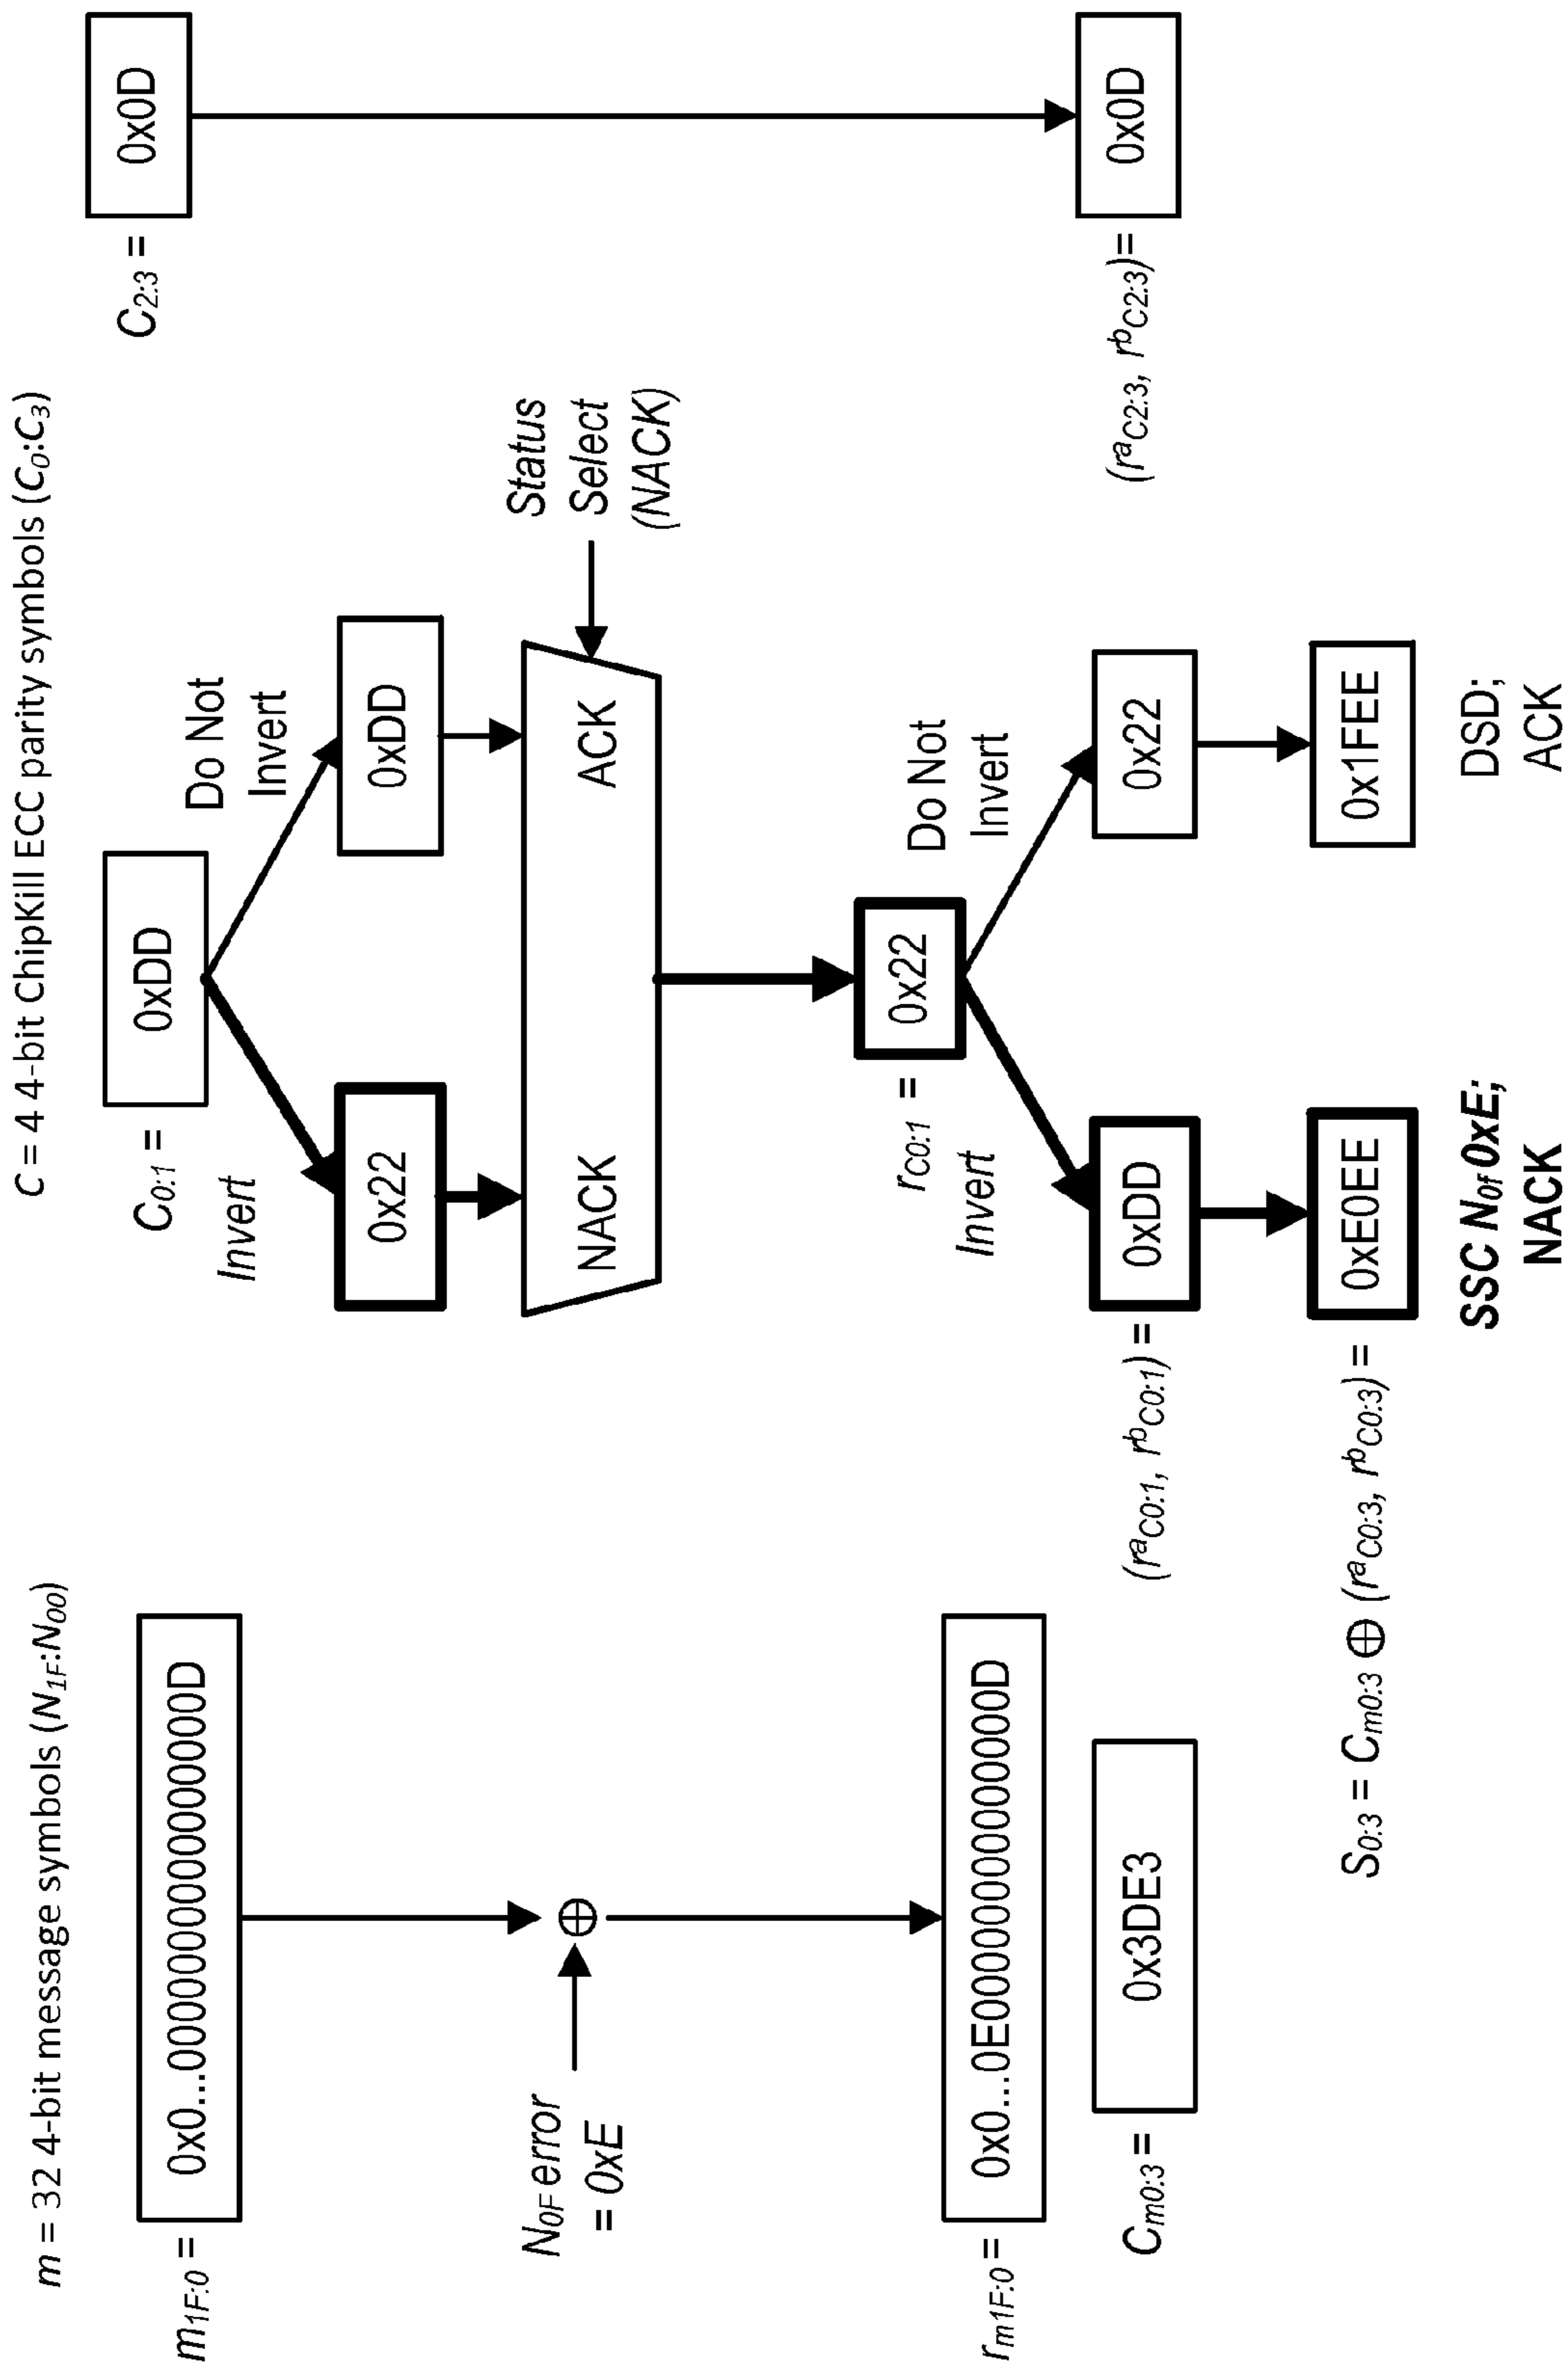 m = 32 4-bit message symbols (N1F:N00)
C = 4 4-bit ChipKill ECC parity symbols (C0:C3)
m1F:0 =
0x0...00000000000000000D
C0:1 =
0xDD
C2:3 =
0x0D
Invert
Do Not
Invert
0x22
0xDD
N0F error
= 0xE
⊕
NACK
ACK
Status
Select
(NACK)
rC0:1 =
0x22
Invert
Do Not
Invert
rm1F:0 =
0x0...0E000000000000000D
Cm0:3 =
0x3DE3
(raC0:1, rbC0:1) =
0xDD
0x22
(raC2:3, rbC2:3)=
0x0D
S0:3 = Cm0:3 ⊕ (raC0:3, rbC0:3) =
0xE0EE
0x1FEE
SSC N0f 0xE;
NACK
DSD;
ACK